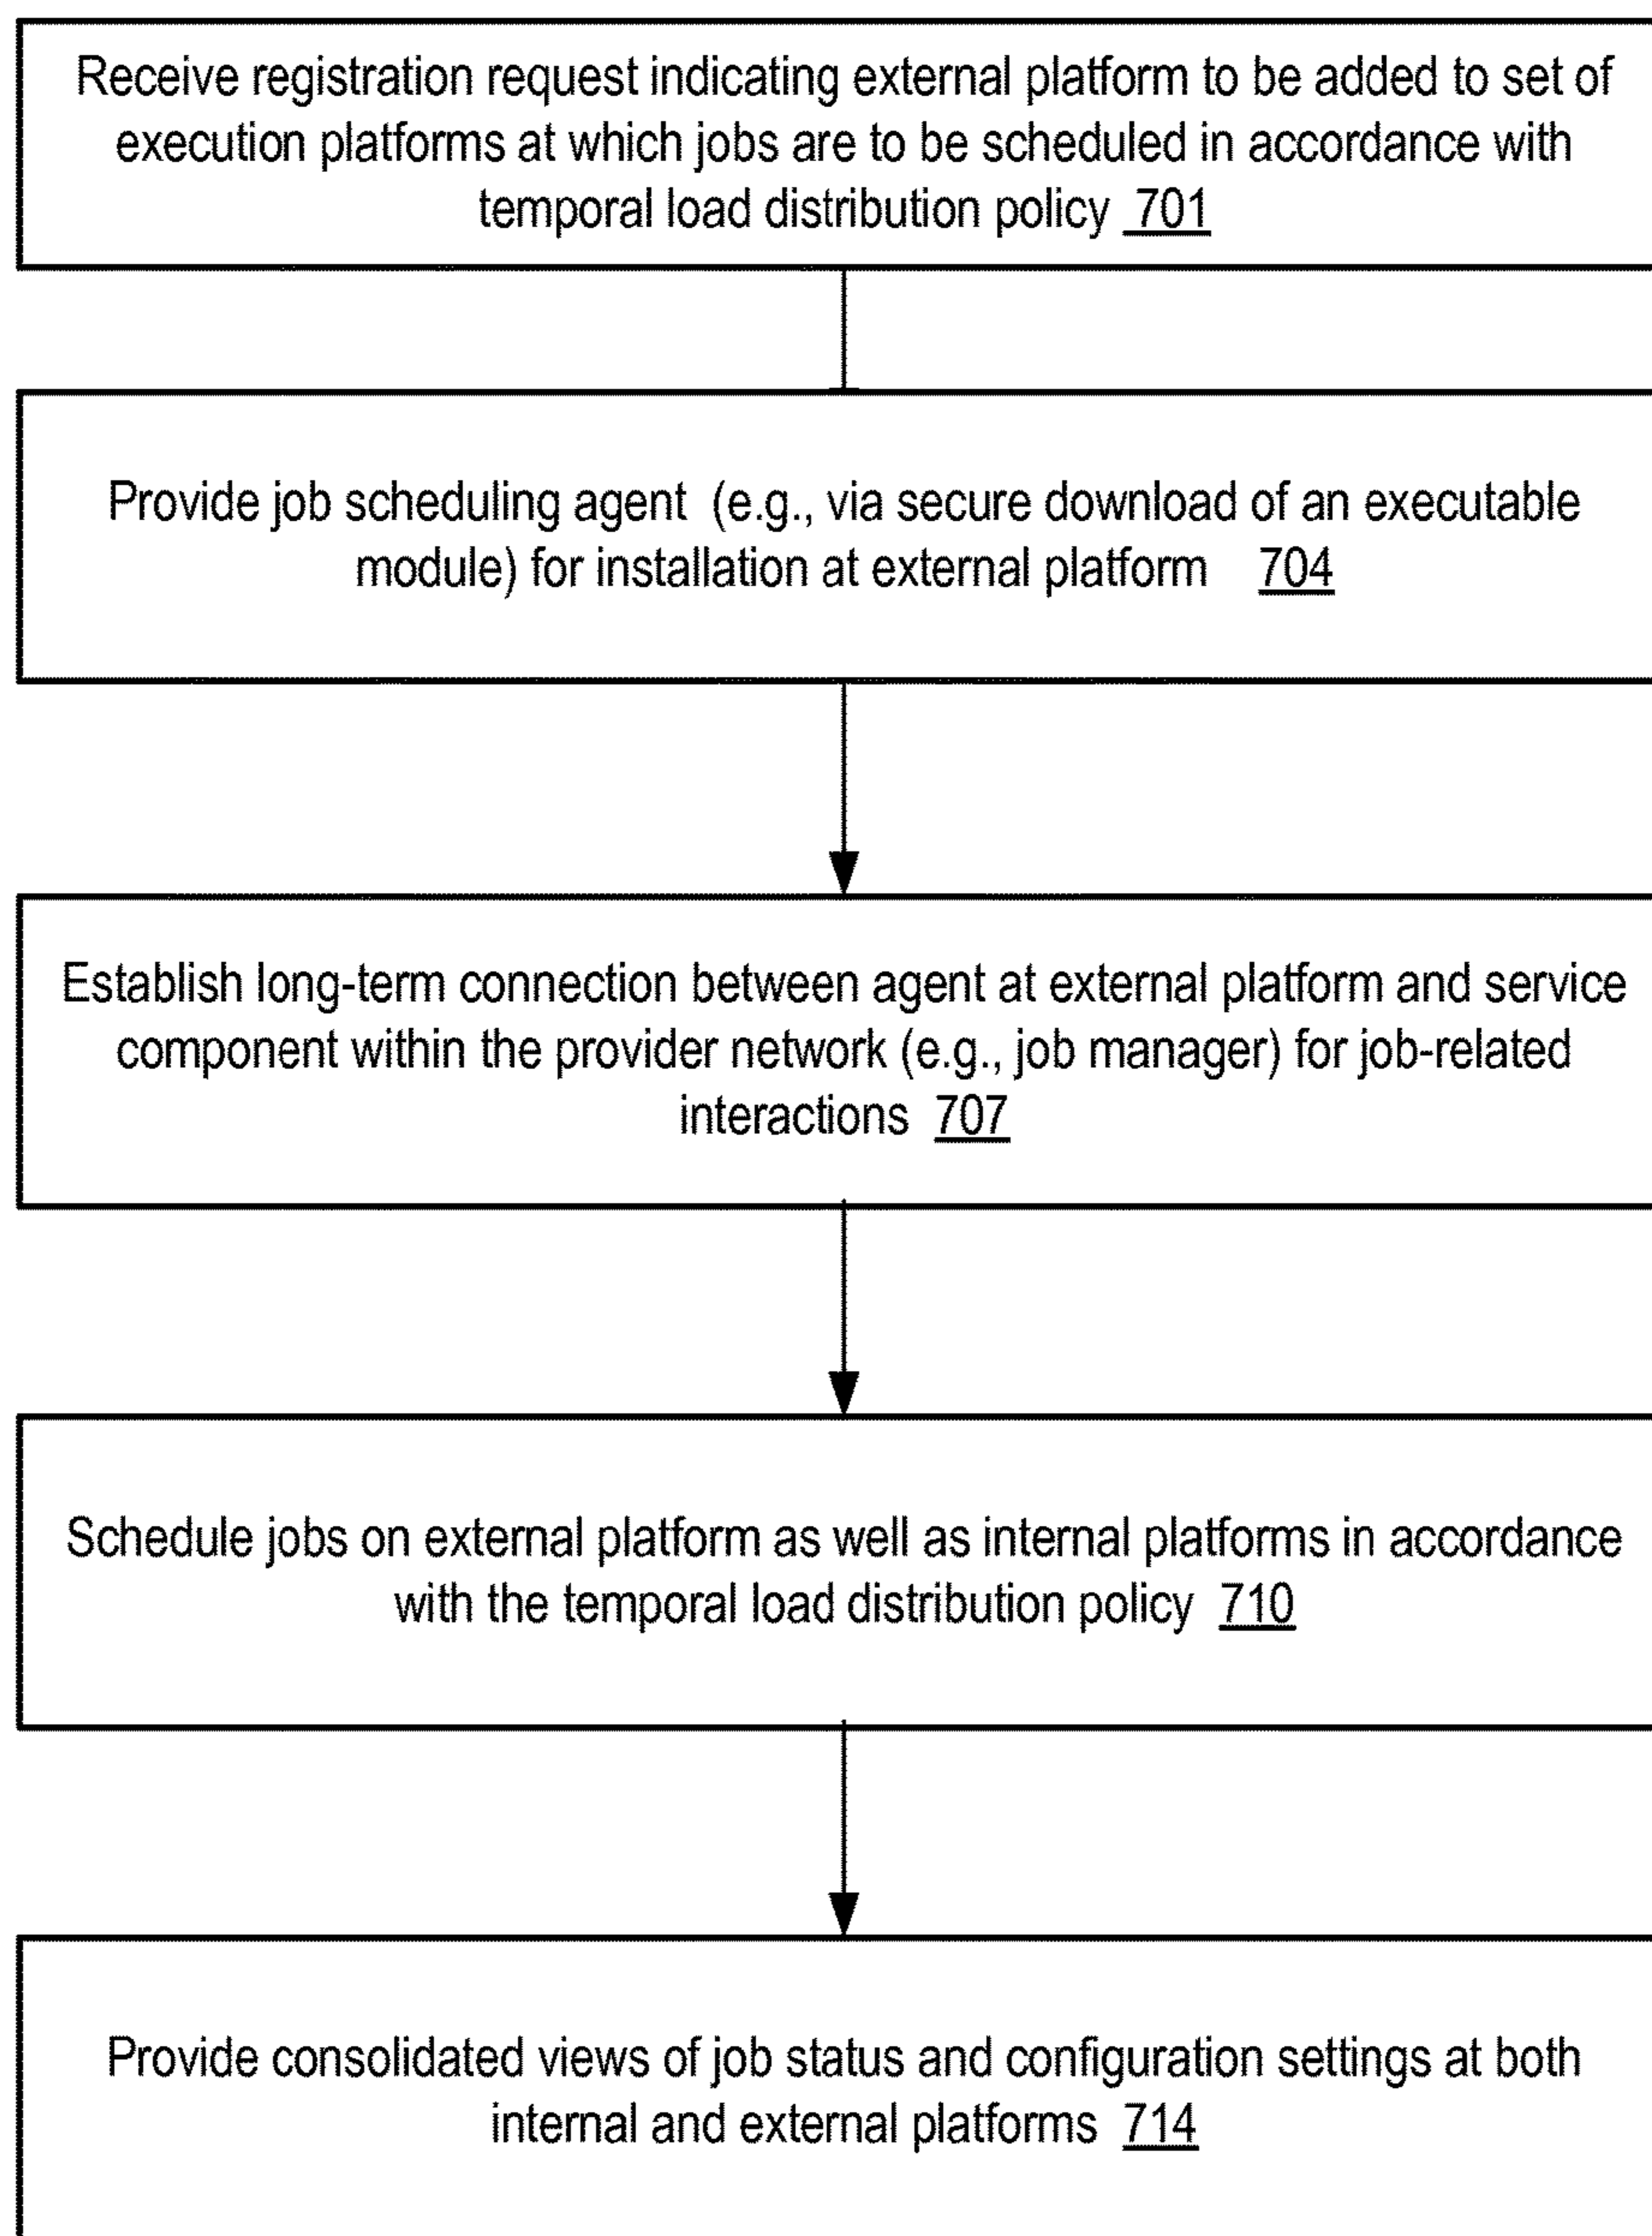 Receive registration request indicating external platform to be added to set of
execution platforms at which jobs are to be scheduled in accordance with
temporal load distribution policy 701
Provide job scheduling agent (e.g., via secure download of an executable
module) for installation at external platform 704
Establish long-term connection between agent at external platform and service
component within the provider network (e.g., job manager) for job-related
interactions 707
Schedule jobs on external platform as well as internal platforms in accordance
with the temporal load distribution policy 710
Provide consolidated views of job status and configuration settings at both
internal and external platforms 714